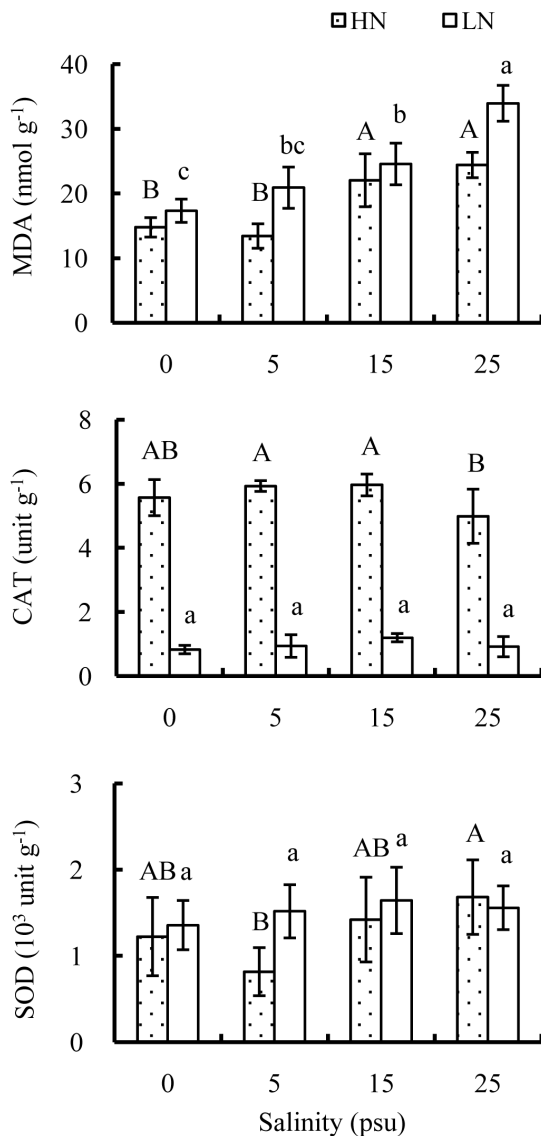 HN LN
40
30
20
10
0
MDA (nmol g⁻¹)
B c B bc A b A a
0 5 15 25
8
6
4
2
0
CAT (unit g⁻¹)
AB a A a A a B a
0 5 15 25
3
2
1
0
SOD (10³ unit g⁻¹)
AB a B a AB a A a
0 5 15 25
Salinity (psu)